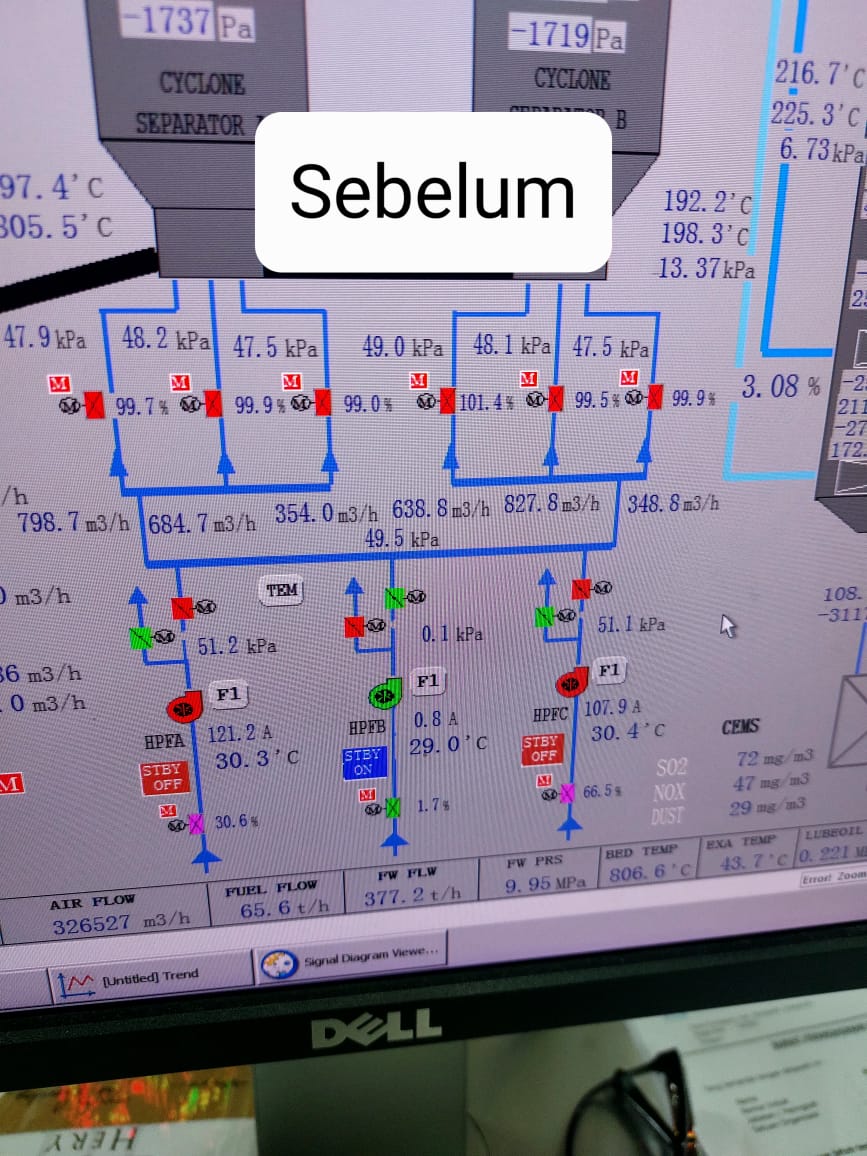 -1737 Pa
-1719 Pa
CYCLONE
SEPARATOR
CYCLONE
B
Sebelum
216.7°C
225.3°C
6.73 kPa
97.4°C
305.5°C
192.2°C
198.3°C
13.37 kPa
47.9 kPa 48.2 kPa 47.5 kPa 49.0 kPa 48.1 kPa 47.5 kPa
M M M M M M
M 99.7% M 99.9% M 99.0% M 101.4% M 99.5% M 99.9%
3.08 %
211
172.
/h
798.7 m3/h 684.7 m3/h 354.0 m3/h 638.8 m3/h 827.8 m3/h 348.8 m3/h
49.5 kPa
m3/h
TEM
M M M
M M M
51.2 kPa 0.1 kPa 51.1 kPa
108.
-311
36 m3/h
.0 m3/h
F1 F1 F1
HPFA 121.2 A
30.3°C
HPFB 0.8 A
29.0°C
HPFC 107.9 A
30.4°C
STBY OFF
STBY ON
STBY OFF
M
M M 30.6%
M M 1.7%
M M 66.5%
CEMS
SO2 72 mg/m3
NOX 47 mg/m3
DUST 29 mg/m3
AIR FLOW
326527 m3/h
FUEL FLOW
65.6 t/h
FW FLW
377.2 t/h
FW PRS
9.95 MPa
BED TEMP
806.6°C
EXA TEMP
43.7°C
LUBEOIL
0.221 M
Error! Zoom
[Untitled] Trend
Signal Diagram Viewe...
DELL
HERY